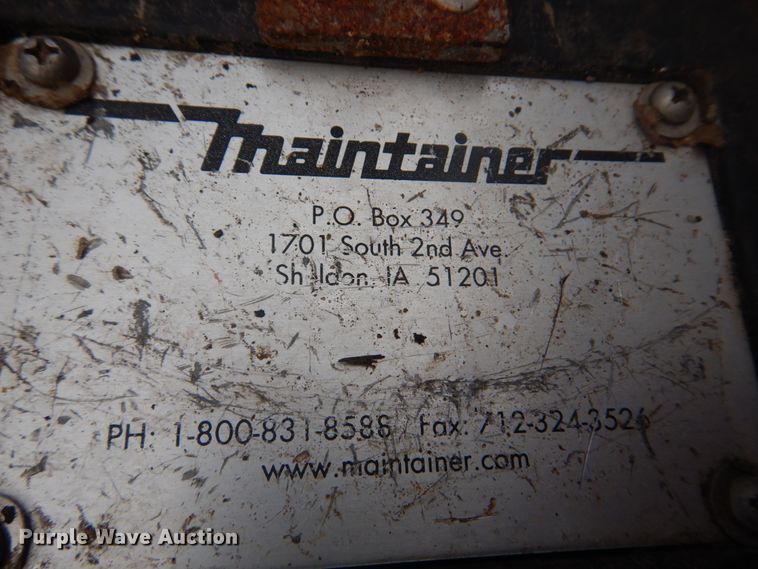 maintainer
P.O. Box 349
1701 South 2nd Ave.
Sheldon, IA 51201
PH: 1-800-831-8588 / Fax: 712-324-3526
www.maintainer.com
Purple Wave Auction